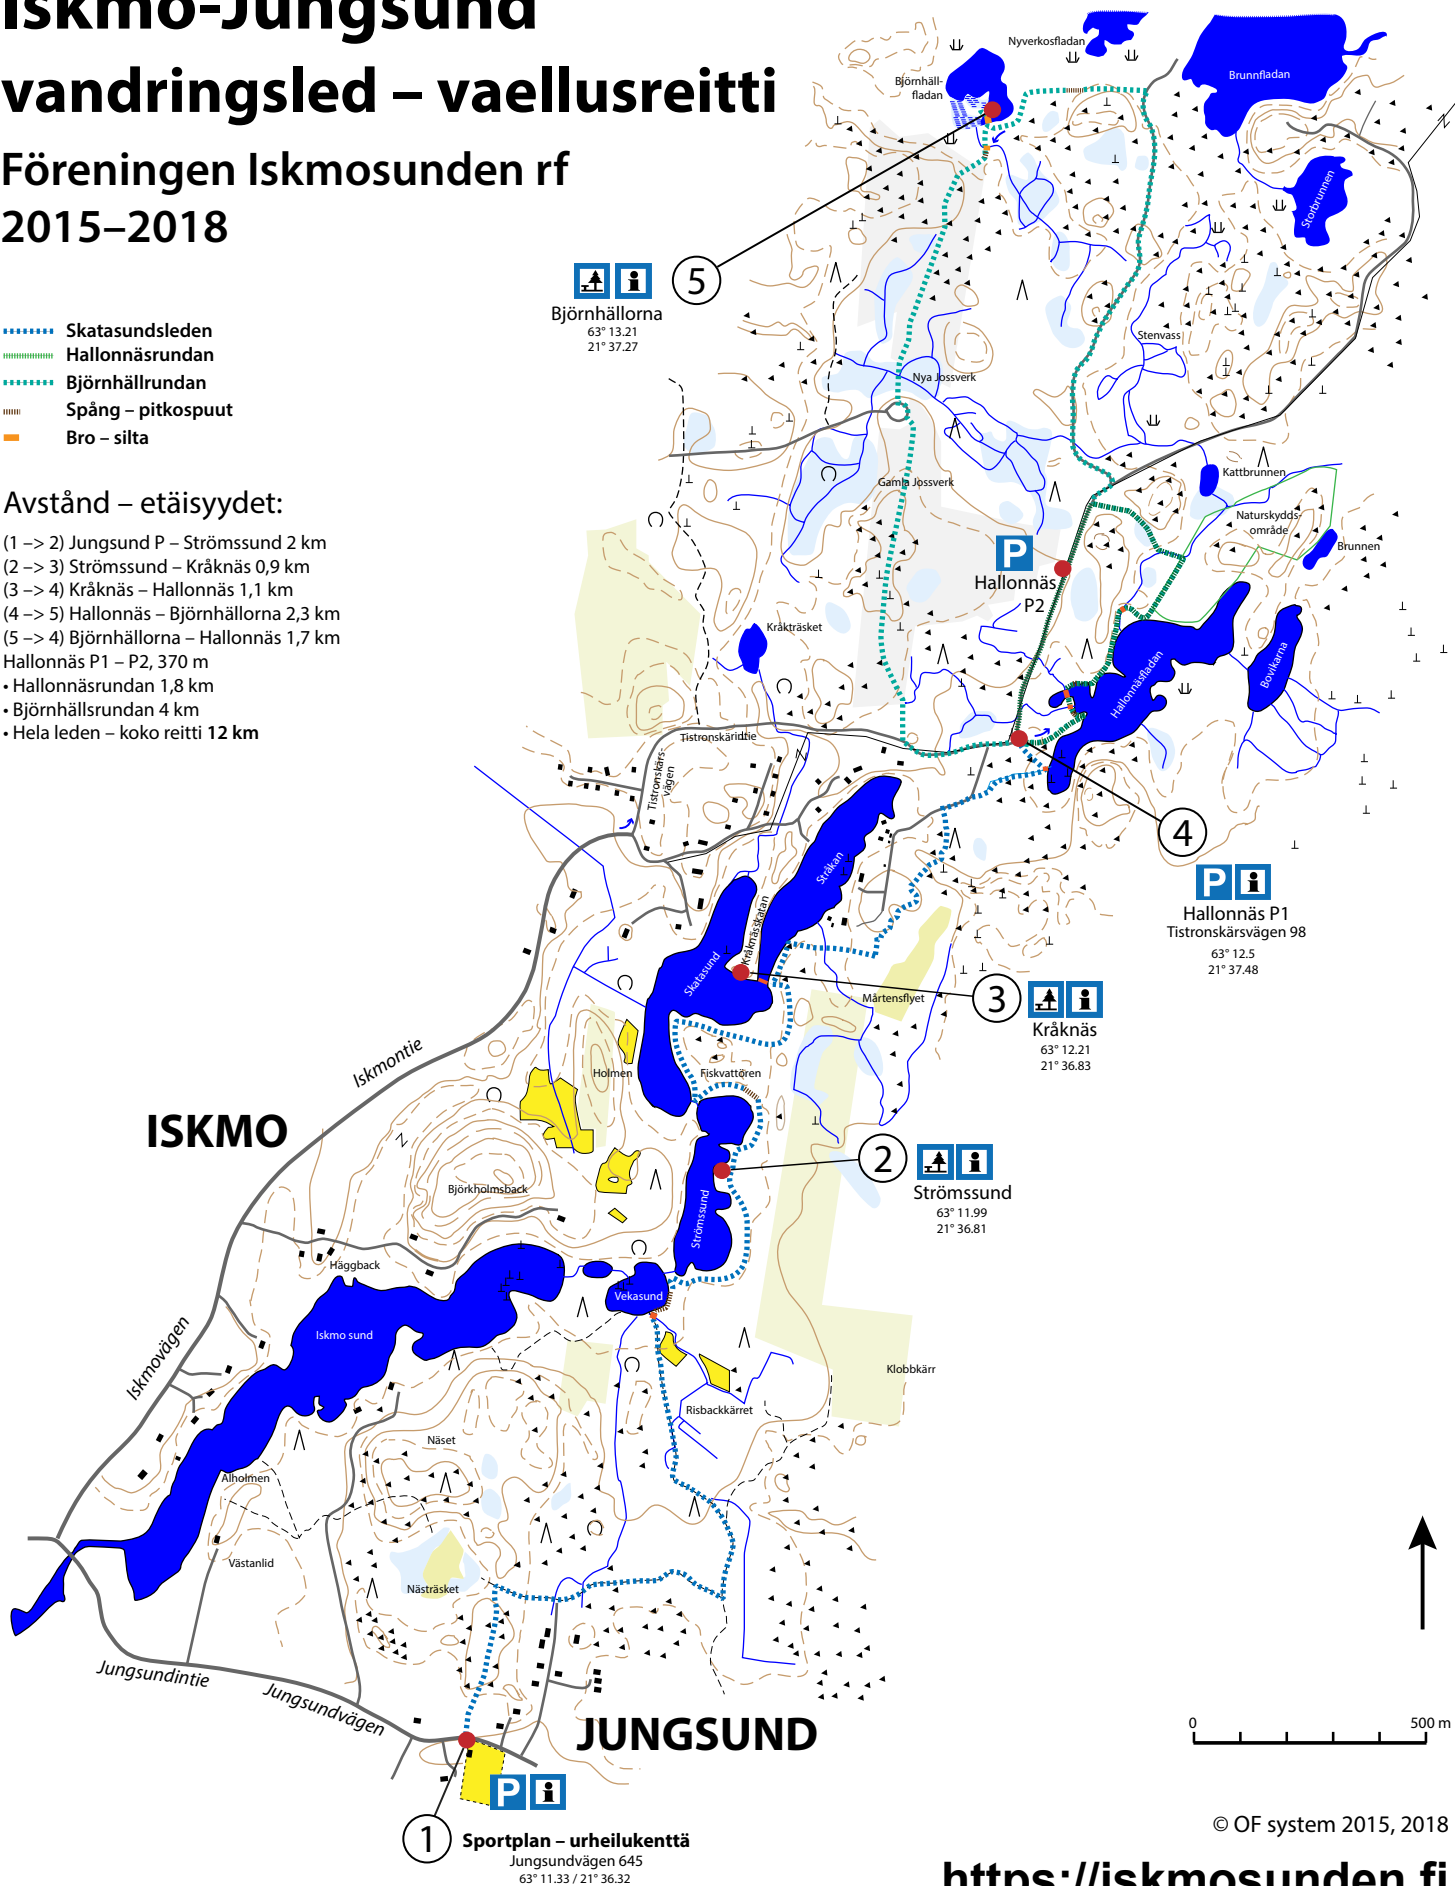 Iskmo-Jungsund
vandringsled – vaellusreitti
Föreningen Iskmosunden rf
2015–2018
Skatasundsleden
Hallonnäsrundan
Björnhällrundan
Spång – pitkospuut
Bro – silta
Avstånd – etäisyydet:
(1 –> 2) Jungsund P – Strömssund 2 km
(2 –> 3) Strömssund – Kråknäs 0,9 km
(3 –> 4) Kråknäs – Hallonnäs 1,1 km
(4 –> 5) Hallonnäs – Björnhällorna 2,3 km
(5 –> 4) Björnhällorna – Hallonnäs 1,7 km
Hallonnäs P1 – P2, 370 m
• Hallonnäsrundan 1,8 km
• Björnhällsrundan 4 km
• Hela leden – koko reitti 12 km
Nyverkosfladan
Björnhäll-
fladan
Brunnfladan
Storbrunnen
5
i
Björnhällorna
63° 13.21
21° 37.27
Stenvass
Nya Jossverk
Gamla Jossverk
Kattbrunnen
Naturskydds-
område
Brunnen
P
Hallonnäs
P2
Kråkträsket
Hallonnäsfladan
Bovikarna
Tistronskärintie
Tistronskärs-
vägen
4
P i
Hallonnäs P1
Tistronskärsvägen 98
63° 12.5
21° 37.48
Stråkan
Kråknässkatan
Skatasund
3
i
Kråknäs
63° 12.21
21° 36.83
Mårtensflyet
Iskmontie
Holmen
Fiskvattören
ISKMO
2
i
Strömssund
63° 11.99
21° 36.81
Björkholmsback
Strömssund
Häggback
Vekasund
Iskmo sund
Iskmovägen
Klobbkärr
Risbackkärret
Näset
Alholmen
Västanlid
Nästräsket
Jungsundintie
Jungsundvägen
JUNGSUND
0 500 m
P i
1
Sportplan – urheilukenttä
Jungsundvägen 645
63° 11.33 / 21° 36.32
© OF system 2015, 2018
https://iskmosunden.fi